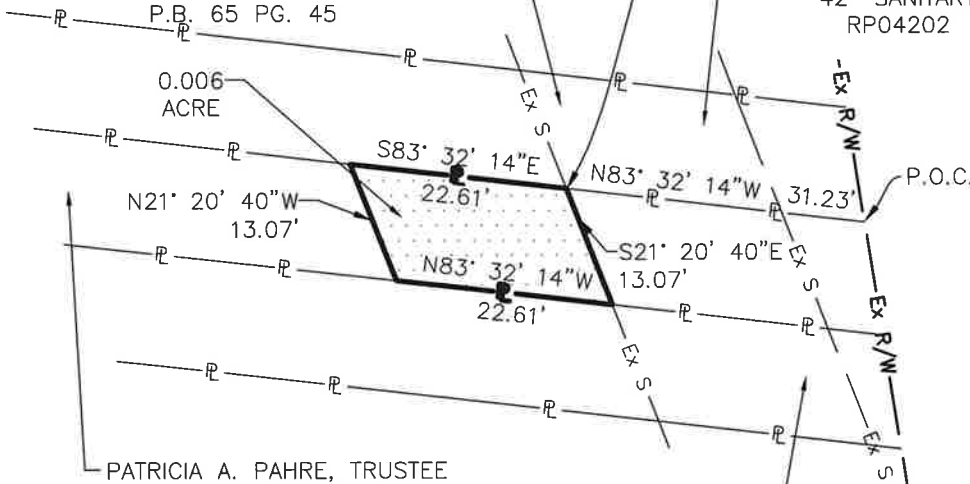 P.B. 65 PG. 45
42" SANITARY
RP04202
0.006
ACRE
Ex S
Ex R/W
S83° 32' 14"E
22.61'
N83° 32' 14"W
31.23'
P.O.C.
N21° 20' 40"W
13.07'
S21° 20' 40"E
13.07'
Ex S
N83° 32' 14"W
22.61'
Ex R/W
Ex S
Ex S
PATRICIA A. PAHRE, TRUSTEE